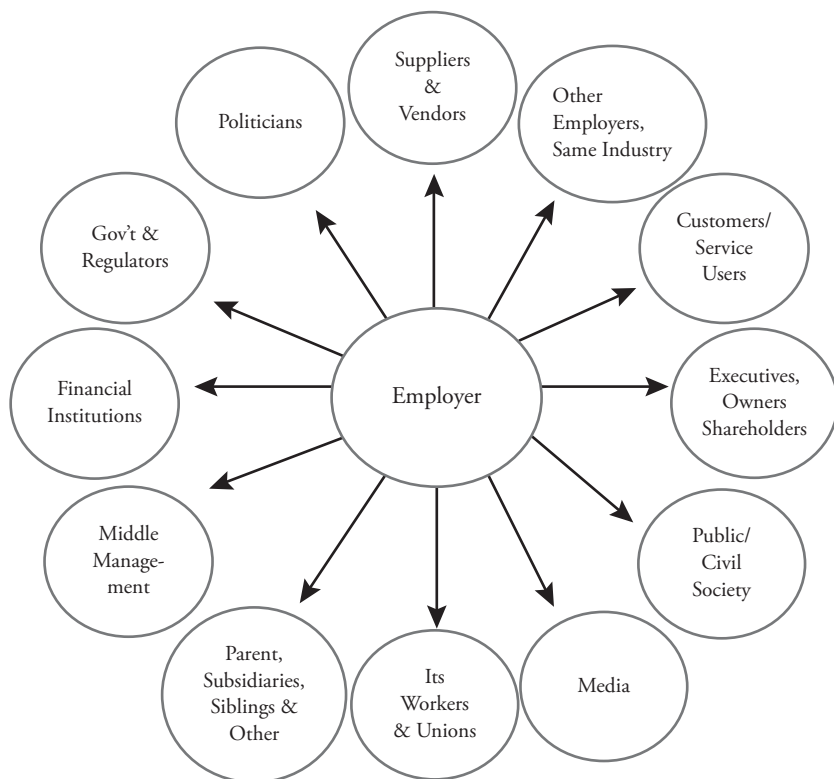 Suppliers
&
Vendors
Politicians
Other
Employers,
Same Industry
Gov't &
Regulators
Customers/
Service
Users
Financial
Institutions
Employer
Executives,
Owners
Shareholders
Middle
Manage-
ment
Public/
Civil
Society
Parent,
Subsidiaries,
Siblings &
Other
Its
Workers
& Unions
Media